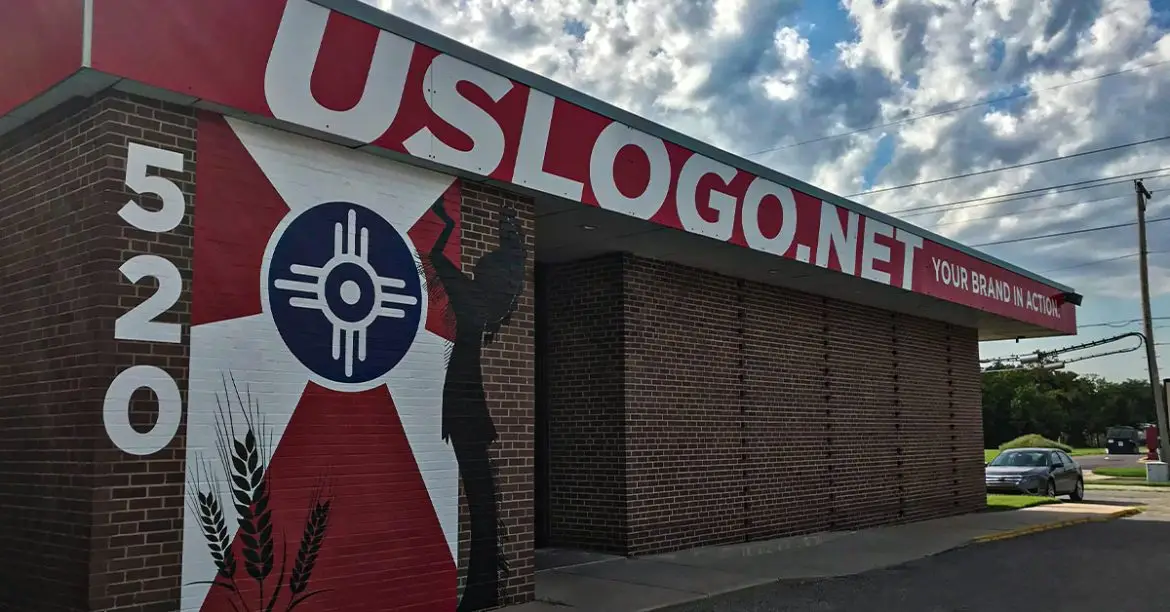 USLOGO.NET
YOUR BRAND IN ACTION.
520